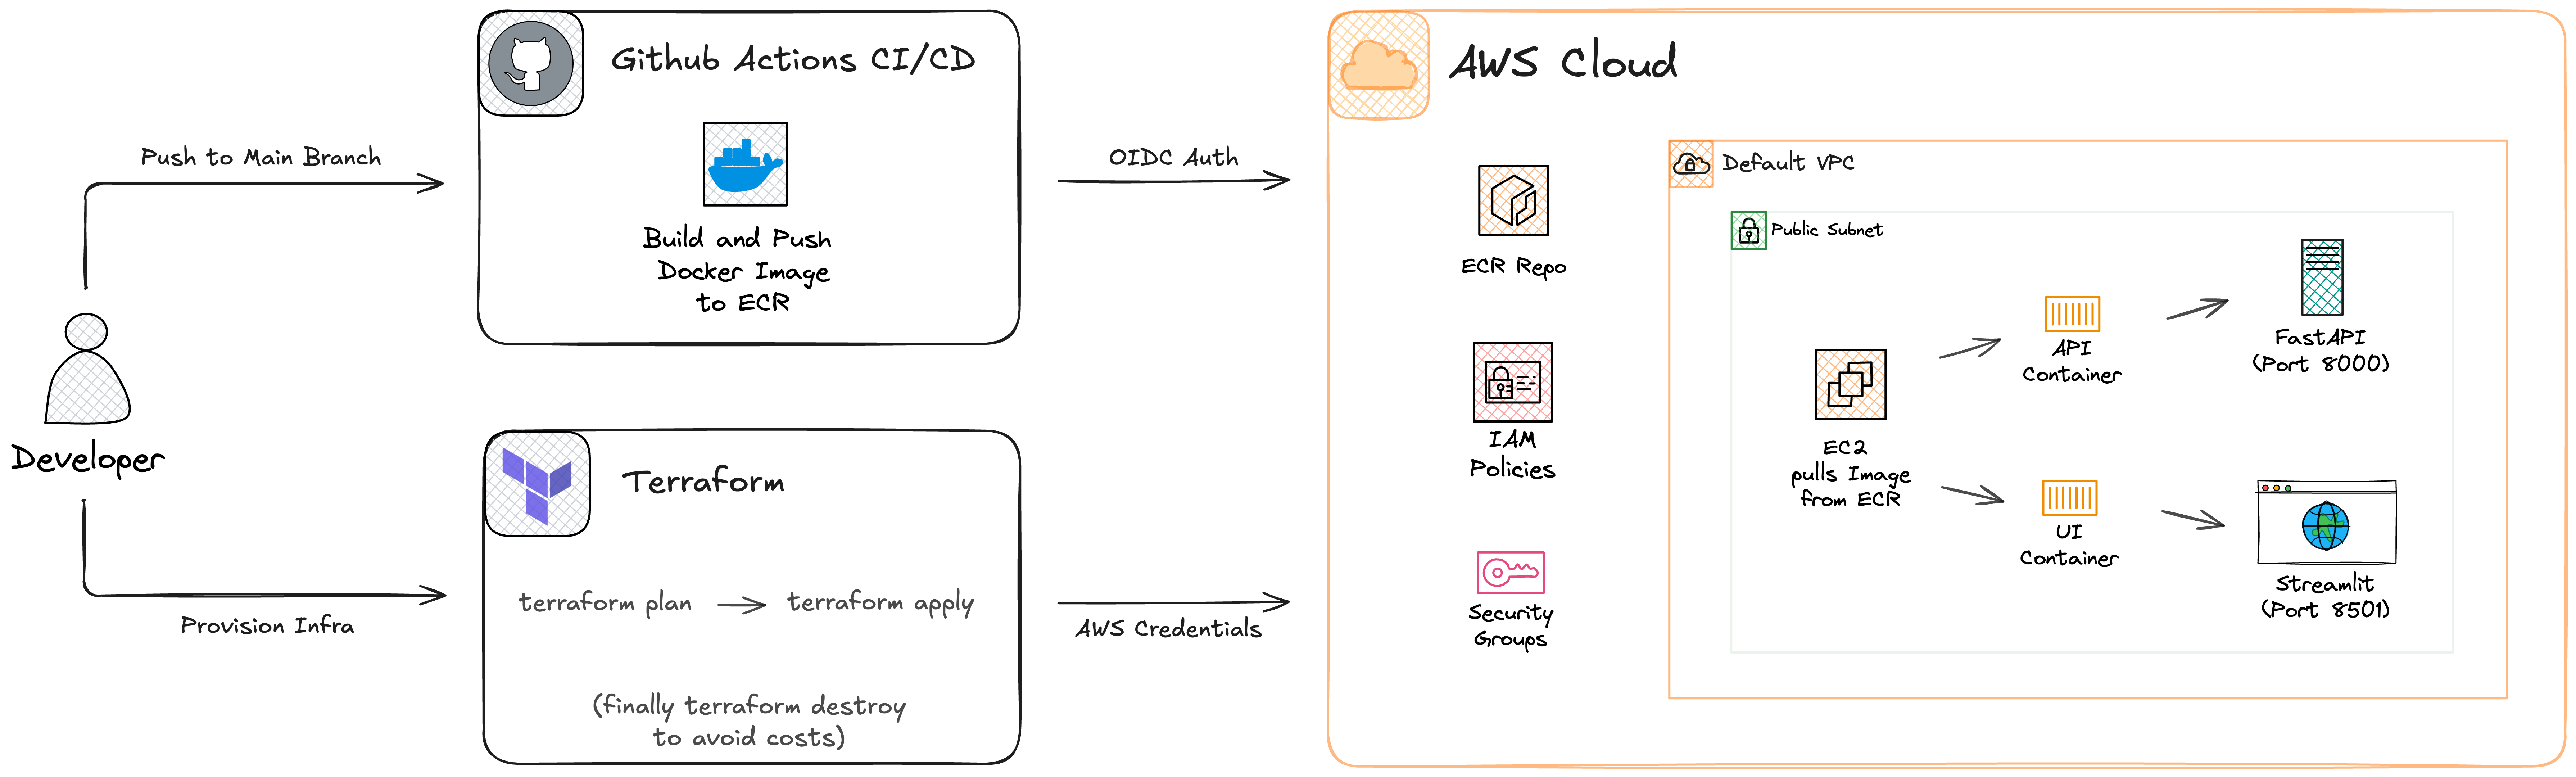 Github Actions CI/CD
Push to Main Branch
Build and Push
Docker Image
to ECR
OIDC Auth
Developer
Terraform
terraform plan
terraform apply
(finally terraform destroy
to avoid costs)
Provision Infra
AWS Credentials
AWS Cloud
ECR Repo
IAM
Policies
Security
Groups
Default VPC
Public Subnet
EC2
pulls Image
from ECR
API
Container
FastAPI
(Port 8000)
UI
Container
Streamlit
(Port 8501)